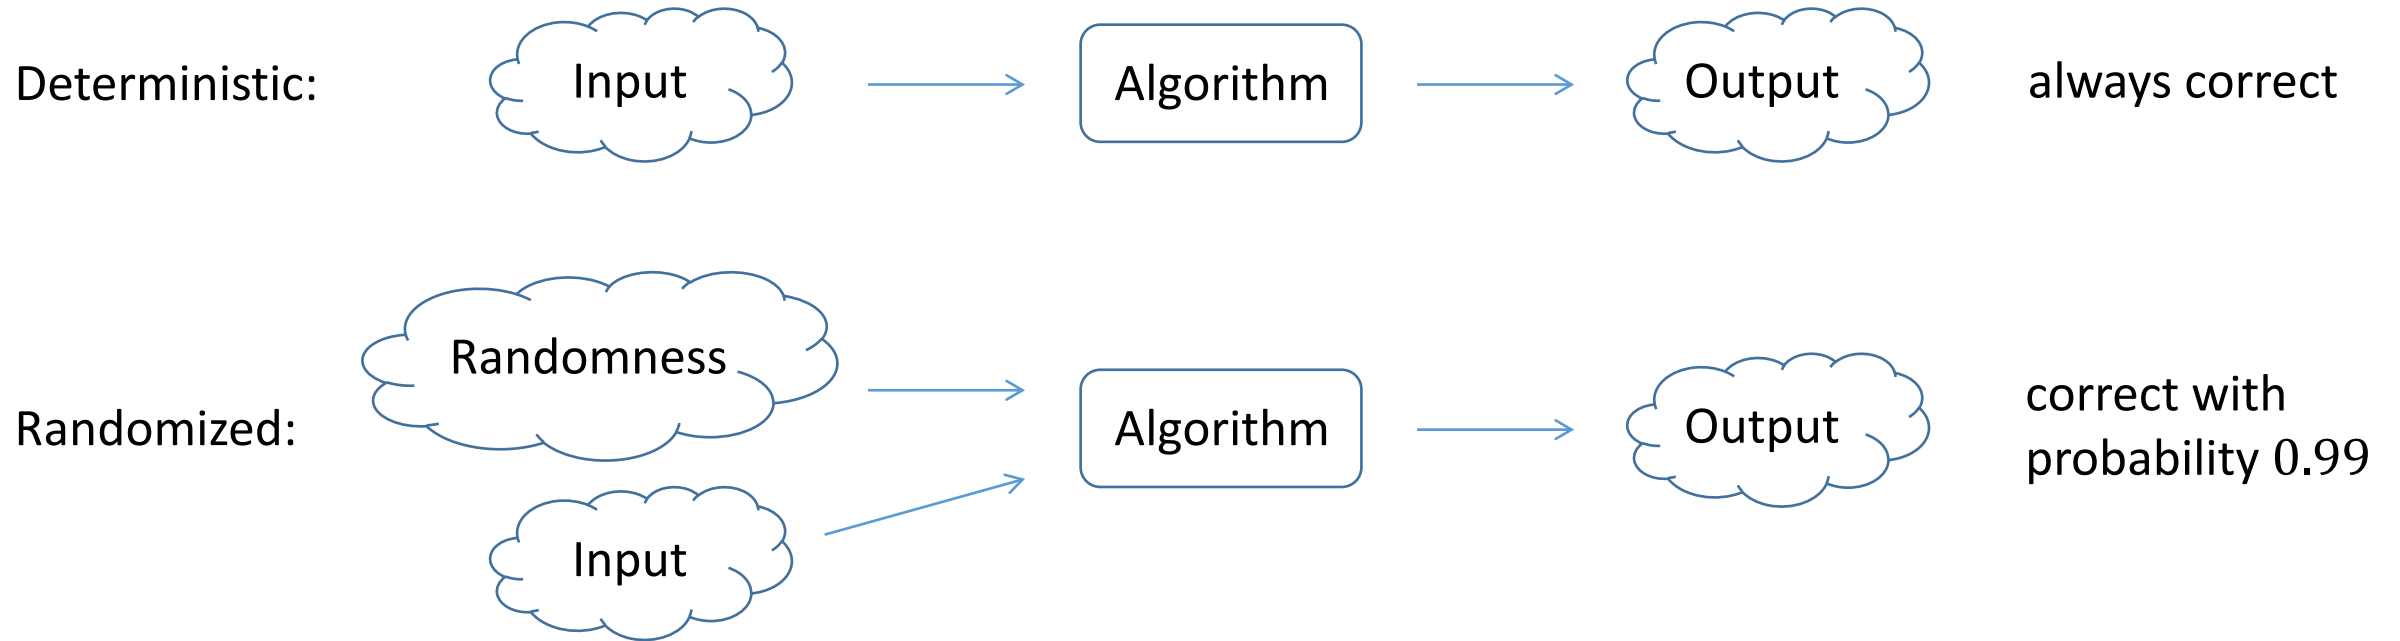 Deterministic:
Input
Algorithm
Output
always correct
Randomized:
Randomness
Input
Algorithm
Output
correct with
probability 0.99